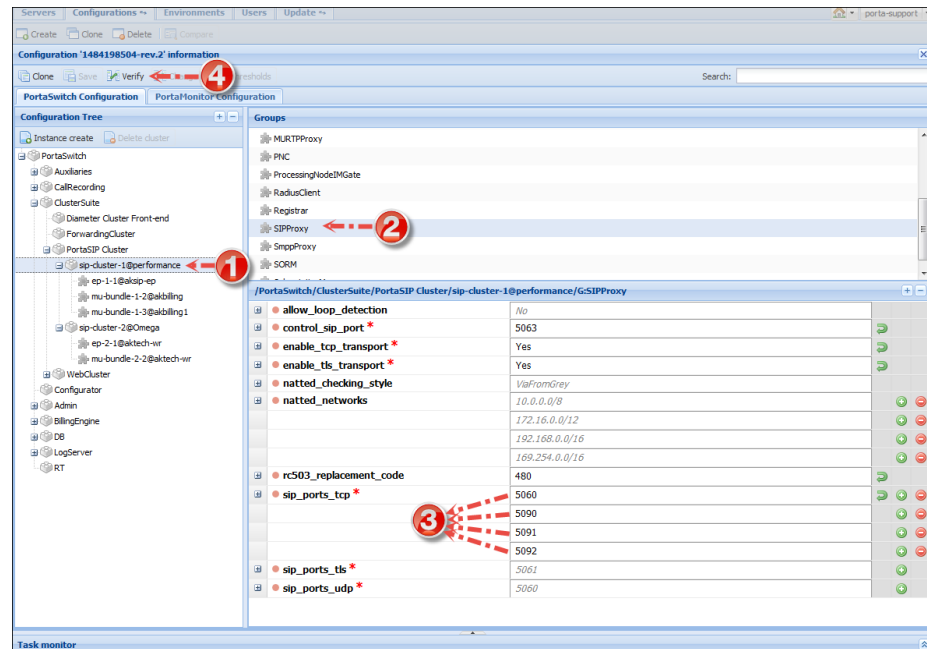 Servers Configurations Environments Users Update porta-support
Create Clone Delete Compare
Configuration '1484198504-rev.2' information
Clone Save Verify Search:
PortaSwitch Configuration PortaMonitor Configuration
Configuration Tree
Instance create Delete cluster
PortaSwitch
Auxiliaries
CallRecording
ClusterSuite
Diameter Cluster Front-end
ForwardingCluster
PortaSIP Cluster
sip-cluster-1@performance
ep-1-1@aksip-ep
mu-bundle-1-2@akbilling
mu-bundle-1-3@akbilling1
sip-cluster-2@Omega
ep-2-1@aktech-wr
mu-bundle-2-2@aktech-wr
WebCluster
Configurator
Admin
BillingEngine
DB
LogServer
RT
Groups
MURTPProxy
PNC
ProcessingNodeIMGate
RadiusClient
Registrar
SIPProxy
SmppProxy
SORM
/PortaSwitch/ClusterSuite/PortaSIP Cluster/sip-cluster-1@performance/G:SIPProxy
allow_loop_detection No
control_sip_port * 5063
enable_tcp_transport * Yes
enable_tls_transport * Yes
natted_checking_style ViaFromGrey
natted_networks 10.0.0.0/8
172.16.0.0/12
192.168.0.0/16
169.254.0.0/16
rc503_replacement_code 480
sip_ports_tcp * 5060
5090
5091
5092
sip_ports_tls * 5061
sip_ports_udp * 5060
1
2
3
4
Task monitor